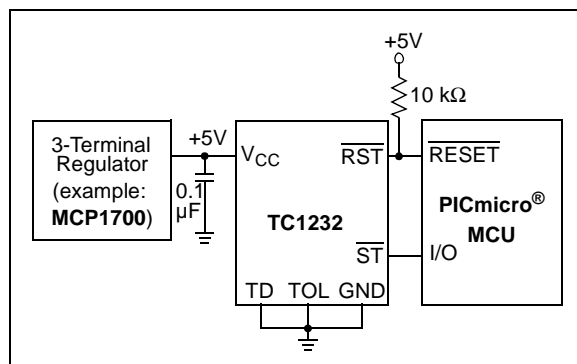 +5V
10 kΩ
3-Terminal
Regulator
(example:
MCP1700)
+5V
0.1
µF
VCC
RST
TC1232
ST
TD TOL GND
RESET
PICmicro®
MCU
I/O